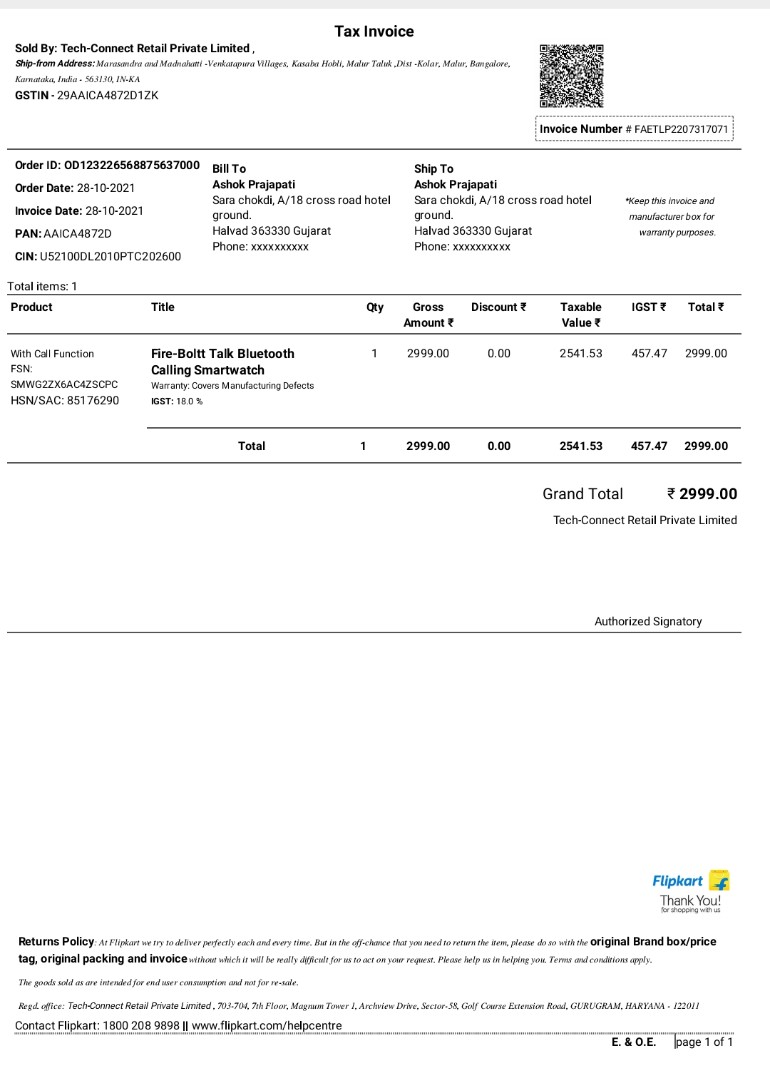 Tax Invoice
Sold By: Tech-Connect Retail Private Limited ,
Ship-from Address: Marasandra and Madnahatti -Venkatapura Villages, Kasaba Hobli, Malur Taluk ,Dist -Kolar, Malur, Bangalore,
Karnataka, India - 563130, IN-KA
GSTIN - 29AAICA4872D1ZK
Invoice Number # FAETLP2207317071
Order ID: OD123226568875637000
Order Date: 28-10-2021
Invoice Date: 28-10-2021
PAN: AAICA4872D
CIN: U52100DL2010PTC202600
Bill To
Ashok Prajapati
Sara chokdi, A/18 cross road hotel
ground.
Halvad 363330 Gujarat
Phone: xxxxxxxxxx
Ship To
Ashok Prajapati
Sara chokdi, A/18 cross road hotel
ground.
Halvad 363330 Gujarat
Phone: xxxxxxxxxx
*Keep this invoice and
manufacturer box for
warranty purposes.
Total items: 1
Product Title Qty Gross Amount ₹ Discount ₹ Taxable Value ₹ IGST ₹ Total ₹
With Call Function
FSN:
SMWG2ZX6AC4ZSCPC
HSN/SAC: 85176290
Fire-Boltt Talk Bluetooth
Calling Smartwatch
Warranty: Covers Manufacturing Defects
IGST: 18.0 %
1 2999.00 0.00 2541.53 457.47 2999.00
Total 1 2999.00 0.00 2541.53 457.47 2999.00
Grand Total ₹ 2999.00
Tech-Connect Retail Private Limited
Authorized Signatory
Flipkart
Thank You!
for shopping with us
Returns Policy: At Flipkart we try to deliver perfectly each and every time. But in the off-chance that you need to return the item, please do so with the original Brand box/price
tag, original packing and invoice without which it will be really difficult for us to act on your request. Please help us in helping you. Terms and conditions apply.
The goods sold as are intended for end user consumption and not for re-sale.
Regd. office: Tech-Connect Retail Private Limited , 703-704, 7th Floor, Magnum Tower 1, Archview Drive, Sector-58, Golf Course Extension Road, GURUGRAM, HARYANA - 122011
Contact Flipkart: 1800 208 9898 || www.flipkart.com/helpcentre
E. & O.E. page 1 of 1